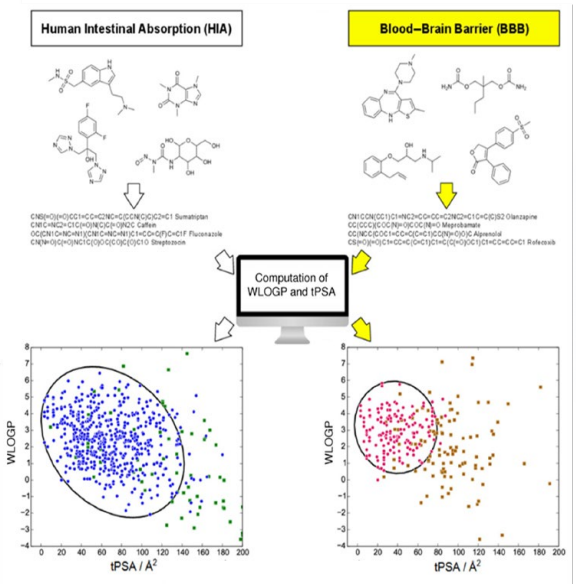 Human Intestinal Absorption (HIA)
Blood–Brain Barrier (BBB)
CNS(=O)(=O)CC1=CC=C2NC=C(CCN(C)C)C2=C1 Sumatriptan
CN1C=NC2=C1C(=O)N(C)C(=O)N2C Caffein
OC(CN1C=NC=N1)(CN1C=NC=N1)C1=CC=C(F)C=C1F Fluconazole
CN(N=O)C(=O)NC1C(O)OC(CO)C(O)C1O Streptozocin
CN1CCN(CC1)C1=NC2=CC=CC=C2NC2=C1C=C(C)S2 Olanzapine
CC(CCC)(COC(N)=O)COC(N)=O Meprobamate
Alprenolol
CS(=O)(=O)C1=CC=C(C=C1)C1=C(C(=O)OC1)C1=CC=CC=C1 Rofecoxib
Computation of
WLOGP and tPSA
8
7
6
5
4
3
2
1
0
−1
−2
−3
−4
WLOGP
0 20 40 60 80 100 120 140 160 180 200
tPSA / Å²
8
7
6
5
4
3
2
1
0
−1
−2
−3
−4
WLOGP
0 20 40 60 80 100 120 140 160 180 200
tPSA / Å²